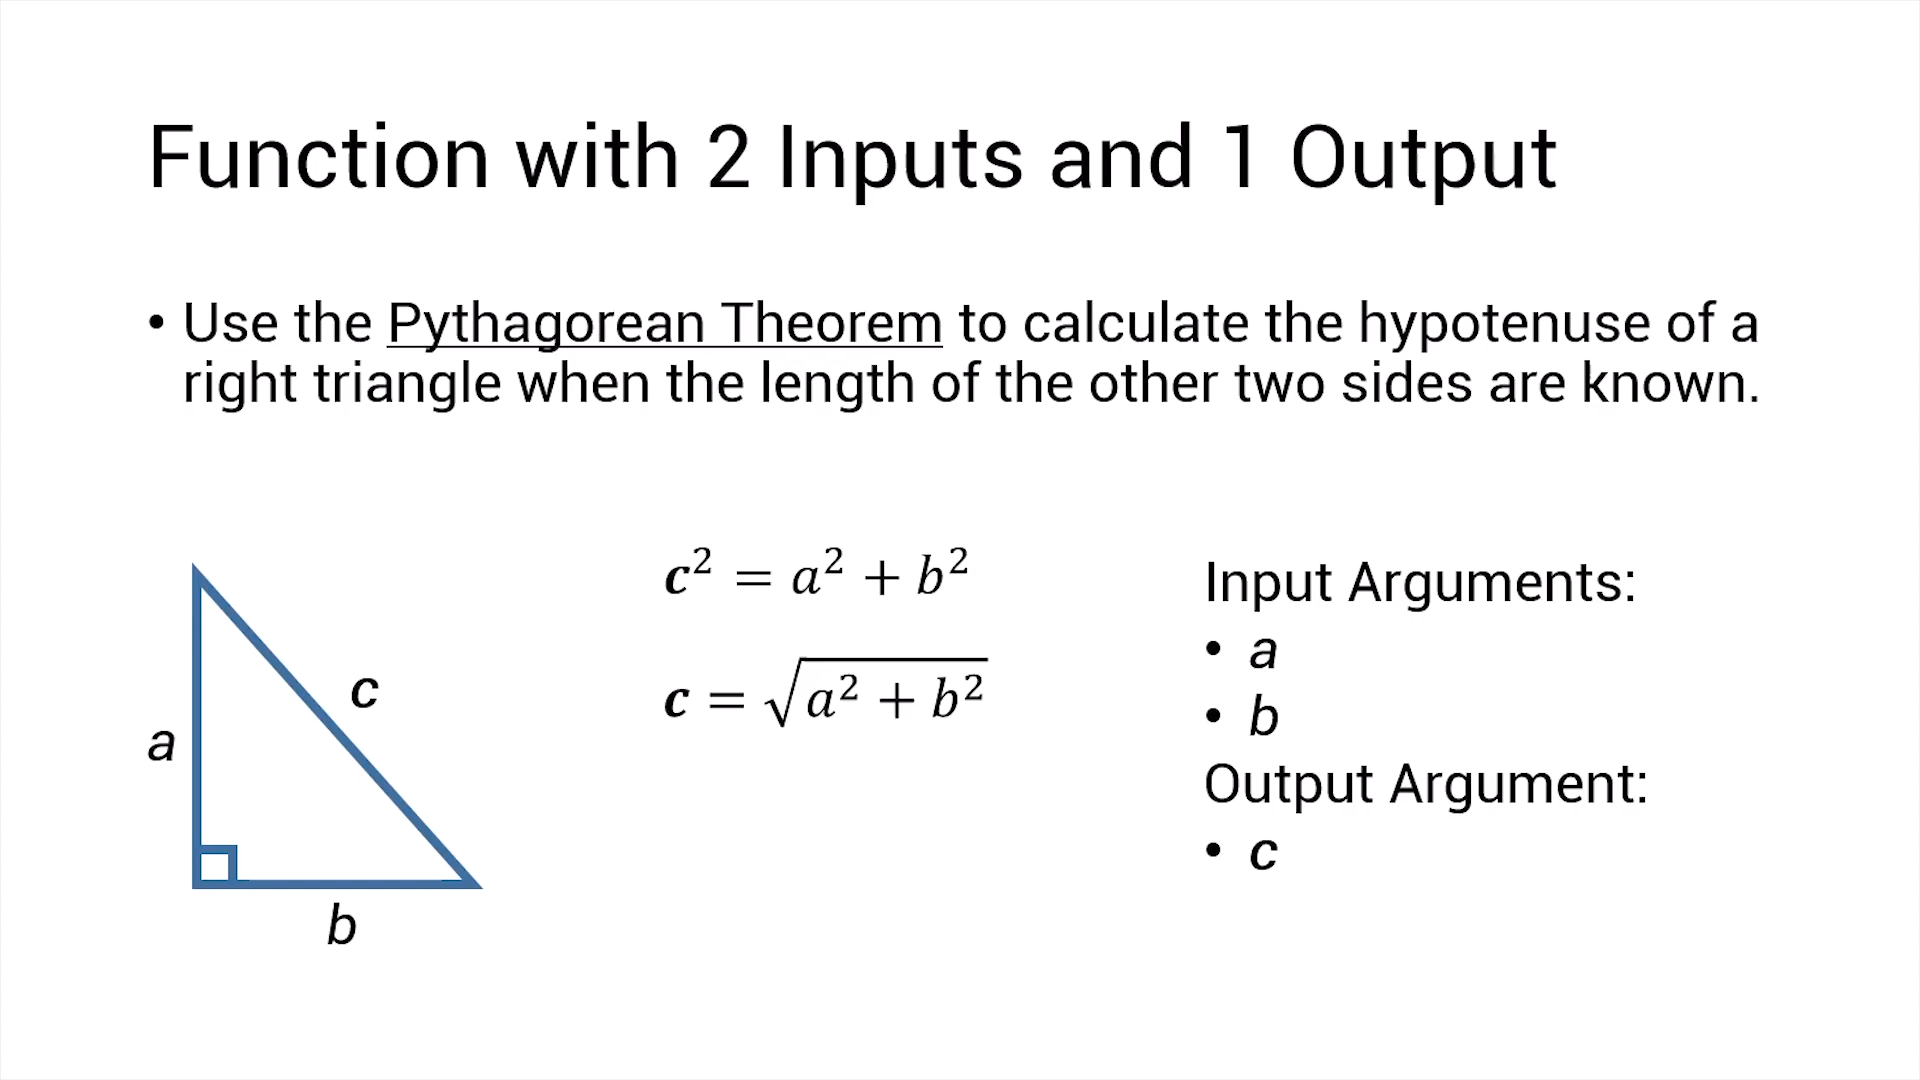 Function with 2 Inputs and 1 Output
• Use the Pythagorean Theorem to calculate the hypotenuse of a
right triangle when the length of the other two sides are known.
a
c
b
c² = a² + b²
c = √a² + b²
Input Arguments:
• a
• b
Output Argument:
• c